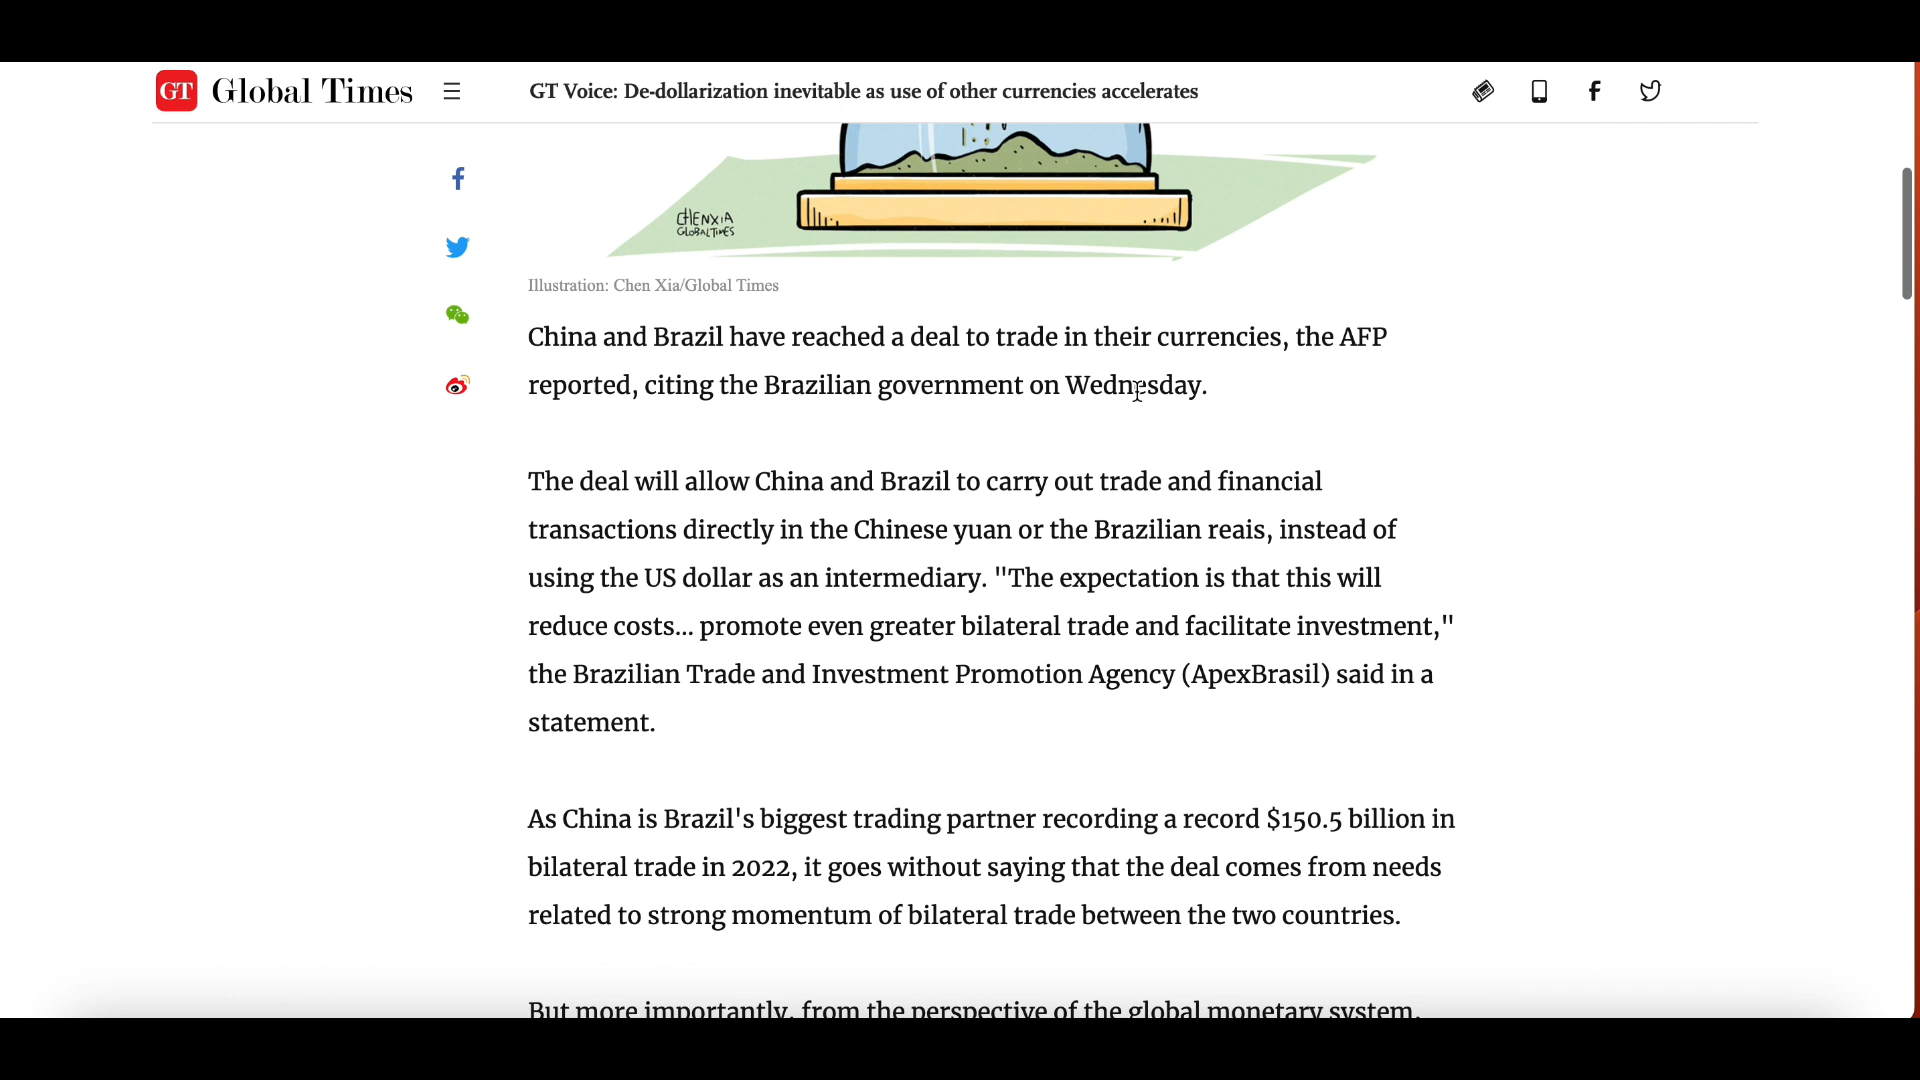 GT Global Times
GT Voice: De-dollarization inevitable as use of other currencies accelerates
CHENXIA
GLOBALTIMES
Illustration: Chen Xia/Global Times
China and Brazil have reached a deal to trade in their currencies, the AFP
reported, citing the Brazilian government on Wednesday.
The deal will allow China and Brazil to carry out trade and financial
transactions directly in the Chinese yuan or the Brazilian reais, instead of
using the US dollar as an intermediary. "The expectation is that this will
reduce costs... promote even greater bilateral trade and facilitate investment,"
the Brazilian Trade and Investment Promotion Agency (ApexBrasil) said in a
statement.
As China is Brazil's biggest trading partner recording a record $150.5 billion in
bilateral trade in 2022, it goes without saying that the deal comes from needs
related to strong momentum of bilateral trade between the two countries.
But more importantly, from the perspective of the global monetary system,